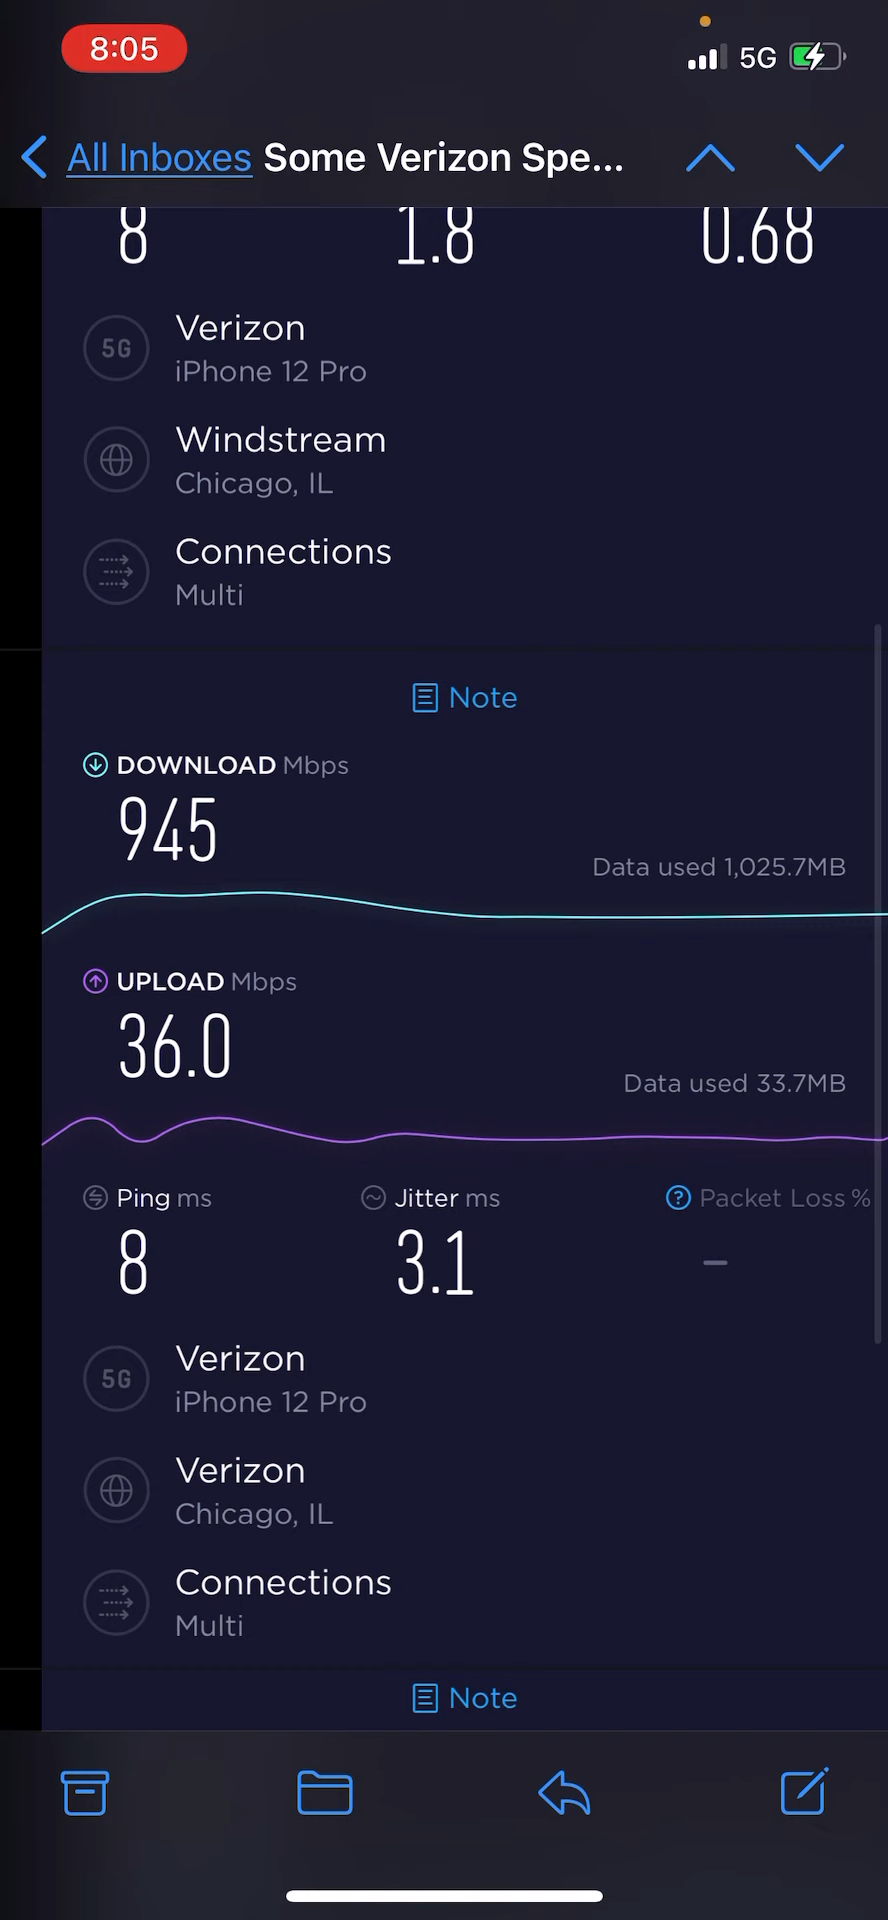 8:05
5G
All Inboxes Some Verizon Spe...
8 1.8 0.68
5G Verizon
iPhone 12 Pro
Windstream
Chicago, IL
Connections
Multi
Note
DOWNLOAD Mbps
945
Data used 1,025.7MB
UPLOAD Mbps
36.0
Data used 33.7MB
Ping ms Jitter ms ? Packet Loss %
8 3.1 –
5G Verizon
iPhone 12 Pro
Verizon
Chicago, IL
Connections
Multi
Note